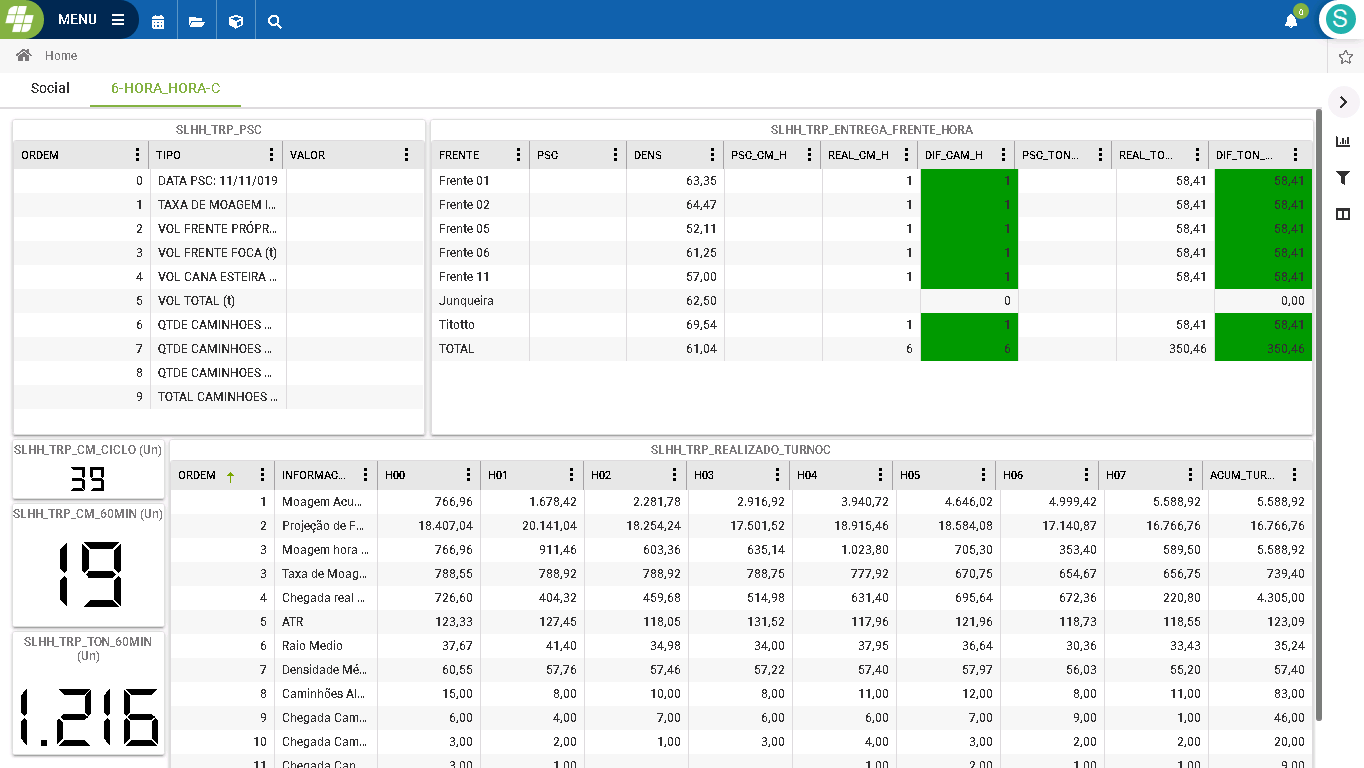 MENU
0
S
Home
Social 6-HORA_HORA-C
SLHH_TRP_PSC
ORDEM TIPO VALOR
0 DATA PSC: 11/11/019
1 TAXA DE MOAGEM I...
2 VOL FRENTE PRÓPR...
3 VOL FRENTE FOCA (t)
4 VOL CANA ESTEIRA ...
5 VOL TOTAL (t)
6 QTDE CAMINHOES ...
7 QTDE CAMINHOES ...
8 QTDE CAMINHOES ...
9 TOTAL CAMINHOES ...
SLHH_TRP_ENTREGA_FRENTE_HORA
FRENTE PSC DENS PSC_CM_H REAL_CM_H DIF_CAM_H PSC_TON... REAL_TO... DIF_TON_...
Frente 01 63,35 1 1 58,41 58,41
Frente 02 64,47 1 1 58,41 58,41
Frente 05 52,11 1 1 58,41 58,41
Frente 06 61,25 1 1 58,41 58,41
Frente 11 57,00 1 1 58,41 58,41
Junqueira 62,50 0 0,00
Titotto 69,54 1 1 58,41 58,41
TOTAL 61,04 6 6 350,46 350,46
SLHH_TRP_CM_CICLO (Un)
39
SLHH_TRP_CM_60MIN (Un)
19
SLHH_TRP_TON_60MIN
(Un)
1.216
SLHH_TRP_REALIZADO_TURNOC
ORDEM INFORMAC... H00 H01 H02 H03 H04 H05 H06 H07 ACUM_TUR...
1 Moagem Acu... 766,96 1.678,42 2.281,78 2.916,92 3.940,72 4.646,02 4.999,42 5.588,92 5.588,92
2 Projeção de F... 18.407,04 20.141,04 18.254,24 17.501,52 18.915,46 18.584,08 17.140,87 16.766,76 16.766,76
3 Moagem hora ... 766,96 911,46 603,36 635,14 1.023,80 705,30 353,40 589,50 5.588,92
3 Taxa de Moag... 788,55 788,92 788,92 788,75 777,92 670,75 654,67 656,75 739,40
4 Chegada real ... 726,60 404,32 459,68 514,98 631,40 695,64 672,36 220,80 4.305,00
5 ATR 123,33 127,45 118,05 131,52 117,96 121,96 118,73 118,55 123,09
6 Raio Medio 37,67 41,40 34,98 34,00 37,95 36,64 30,36 33,43 35,24
7 Densidade Mé... 60,55 57,76 57,46 57,22 57,40 57,97 56,03 55,20 57,40
8 Caminhões Al... 15,00 8,00 10,00 8,00 11,00 12,00 8,00 11,00 83,00
9 Chegada Cam... 6,00 4,00 7,00 6,00 6,00 7,00 9,00 1,00 46,00
10 Chegada Cam... 3,00 2,00 1,00 3,00 4,00 3,00 2,00 2,00 20,00
11 Chegada Can... 3,00 1,00 1,00 2,00 1,00 1,00 9,00